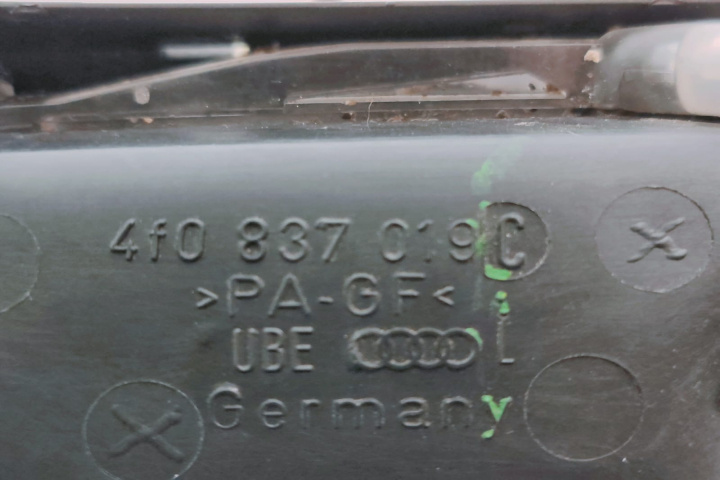 4f0 837 019 C
>PA-GF<
UBE L
Germany